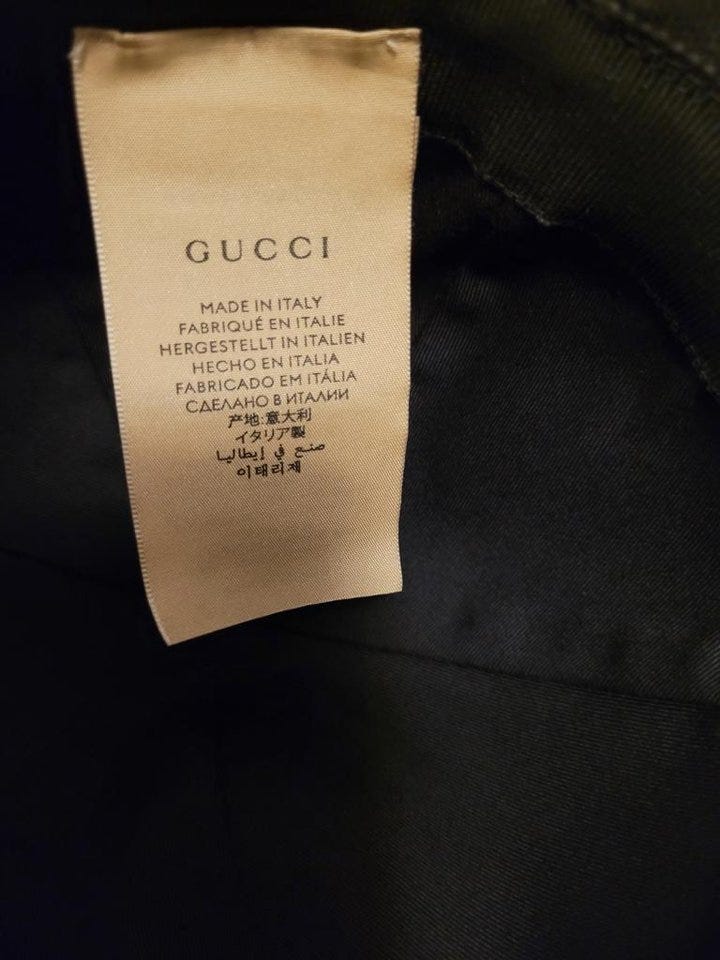 GUCCI
MADE IN ITALY
FABRIQUÉ EN ITALIE
HERGESTELLT IN ITALIEN
HECHO EN ITALIA
FABRICADO EM ITÁLIA
СДЕЛАНО В ИТАЛИИ
产地:意大利
イタリア製
صنع في إيطاليا
이태리제